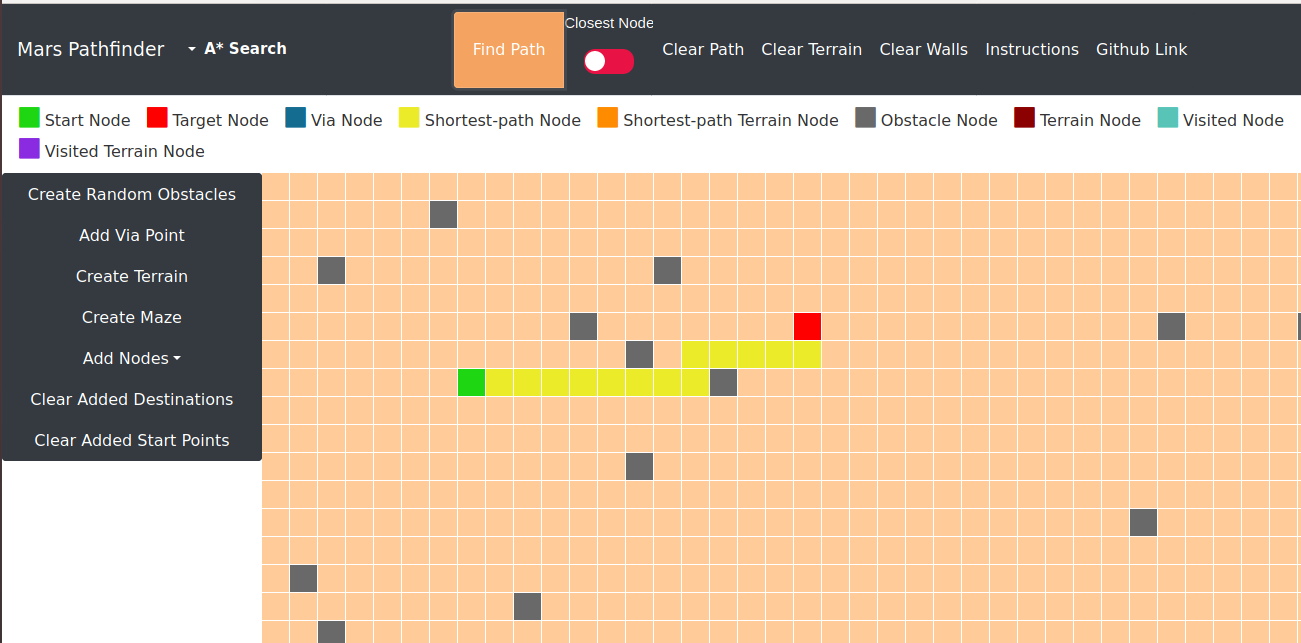 Mars Pathfinder A* Search Find Path Closest Node Clear Path Clear Terrain Clear Walls Instructions Github Link
Start Node Target Node Via Node Shortest-path Node Shortest-path Terrain Node Obstacle Node Terrain Node Visited Node
Visited Terrain Node
Create Random Obstacles
Add Via Point
Create Terrain
Create Maze
Add Nodes
Clear Added Destinations
Clear Added Start Points